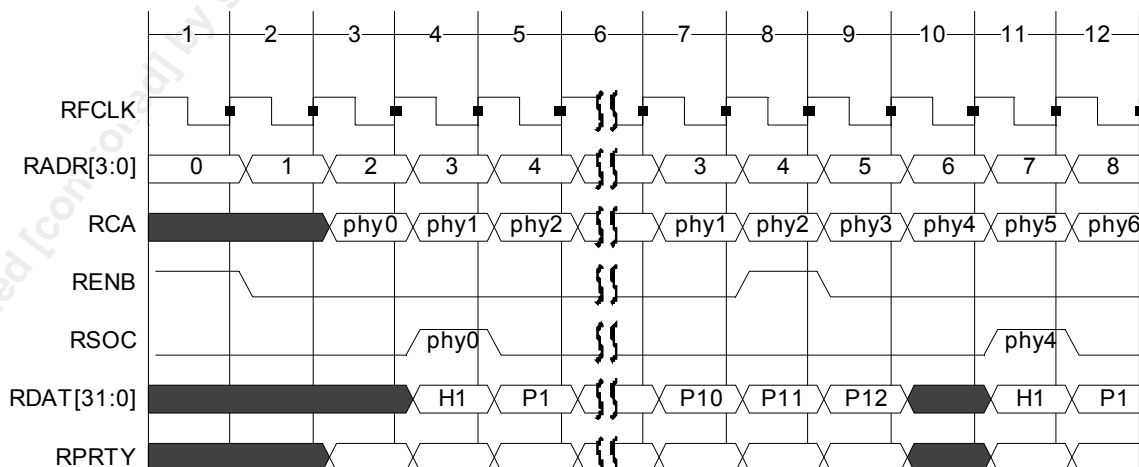 1 2 3 4 5 6 7 8 9 10 11 12
RFCLK
RADR[3:0] 0 1 2 3 4 3 4 5 6 7 8
RCA phy0 phy1 phy2 phy1 phy2 phy3 phy4 phy5 phy6
RENB
RSOC phy0 phy4
RDAT[31:0] H1 P1 P10 P11 P12 H1 P1
RPRTY